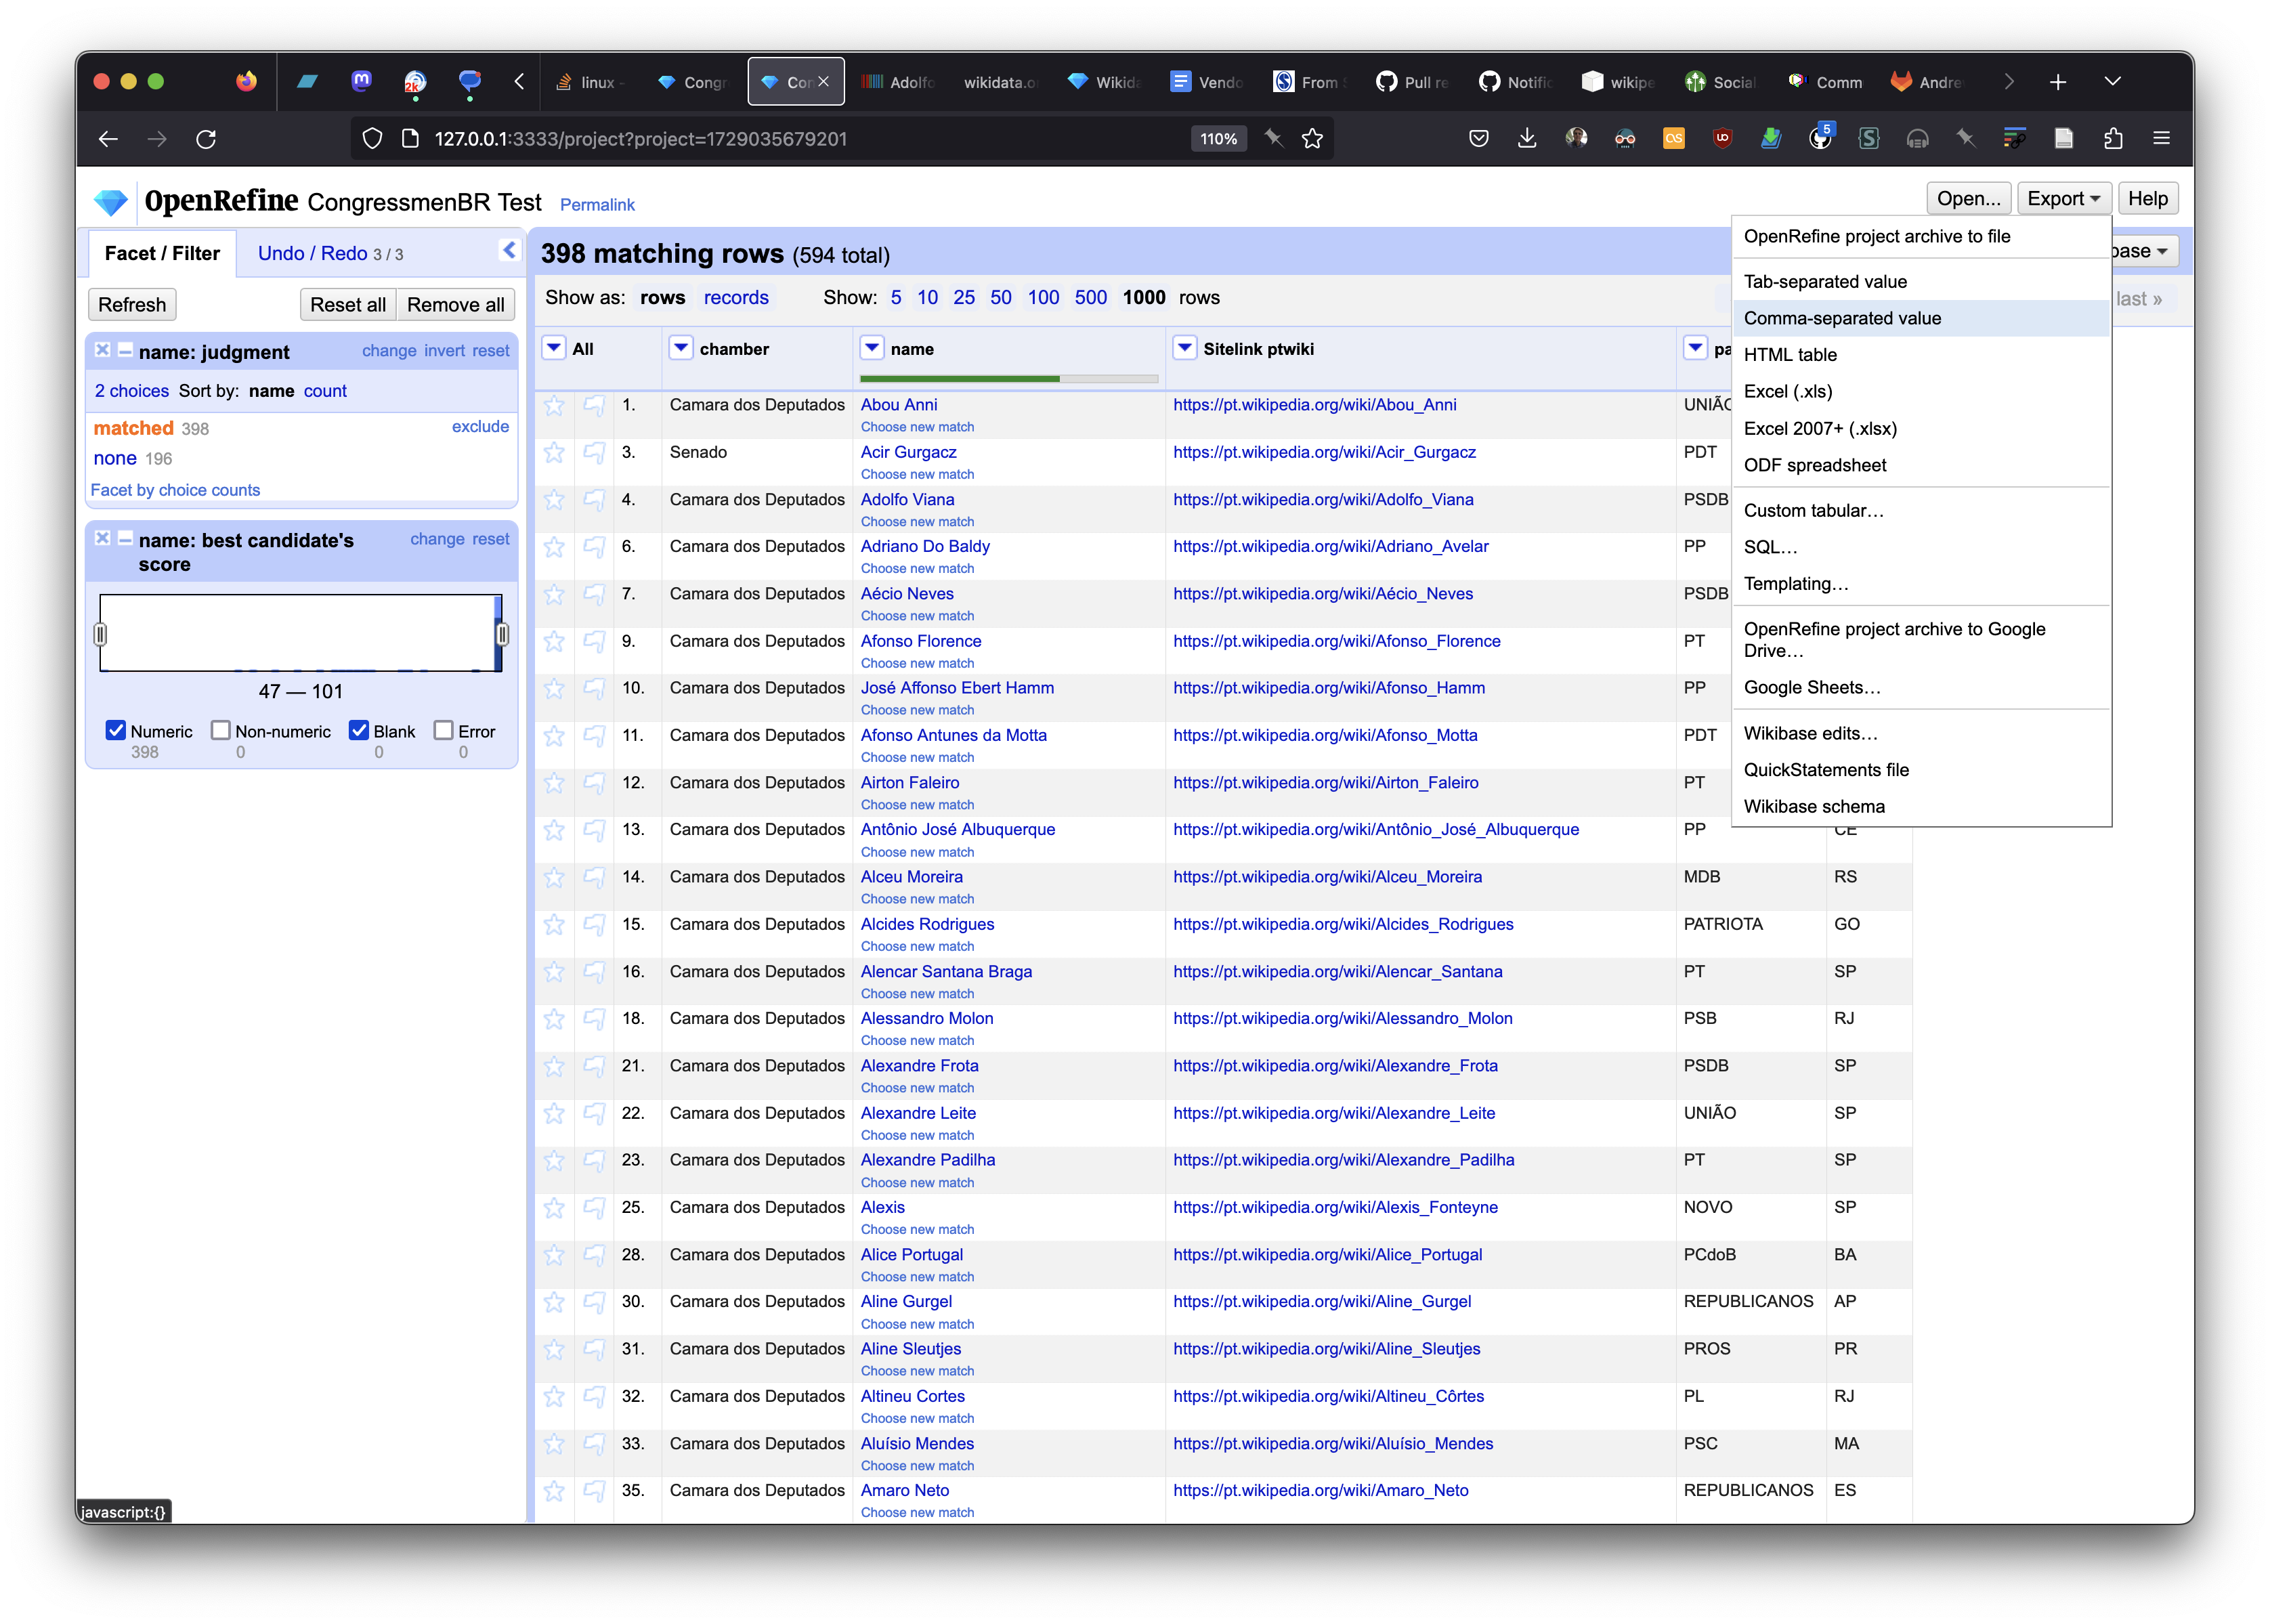 linux
Congr
Con
Adolfo
wikidata.o
Wikida
Vendo
From
Pull re
Notific
wikipe
Social
Comm
Andre
127.0.0.1:3333/project?project=1729035679201
110%
5
OpenRefine CongressmenBR Test Permalink
Open... Export Help
Facet / Filter Undo / Redo 3 / 3
398 matching rows (594 total)
base
Refresh Reset all Remove all
Show as: rows records Show: 5 10 25 50 100 500 1000 rows
last »
name: judgment change invert reset
2 choices Sort by: name count
matched 398 exclude
none 196
Facet by choice counts
name: best candidate's score change reset
47 — 101
Numeric Non-numeric Blank Error
398 0 0 0
All chamber name Sitelink ptwiki pa
1. Camara dos Deputados Abou Anni https://pt.wikipedia.org/wiki/Abou_Anni UNIÃO
Choose new match
3. Senado Acir Gurgacz https://pt.wikipedia.org/wiki/Acir_Gurgacz PDT
Choose new match
4. Camara dos Deputados Adolfo Viana https://pt.wikipedia.org/wiki/Adolfo_Viana PSDB
Choose new match
6. Camara dos Deputados Adriano Do Baldy https://pt.wikipedia.org/wiki/Adriano_Avelar PP
Choose new match
7. Camara dos Deputados Aécio Neves https://pt.wikipedia.org/wiki/Aécio_Neves PSDB
Choose new match
9. Camara dos Deputados Afonso Florence https://pt.wikipedia.org/wiki/Afonso_Florence PT
Choose new match
10. Camara dos Deputados José Affonso Ebert Hamm https://pt.wikipedia.org/wiki/Afonso_Hamm PP
Choose new match
11. Camara dos Deputados Afonso Antunes da Motta https://pt.wikipedia.org/wiki/Afonso_Motta PDT
Choose new match
12. Camara dos Deputados Airton Faleiro https://pt.wikipedia.org/wiki/Airton_Faleiro PT
Choose new match
13. Camara dos Deputados Antônio José Albuquerque https://pt.wikipedia.org/wiki/Antônio_José_Albuquerque PP CE
Choose new match
14. Camara dos Deputados Alceu Moreira https://pt.wikipedia.org/wiki/Alceu_Moreira MDB RS
Choose new match
15. Camara dos Deputados Alcides Rodrigues https://pt.wikipedia.org/wiki/Alcides_Rodrigues PATRIOTA GO
Choose new match
16. Camara dos Deputados Alencar Santana Braga https://pt.wikipedia.org/wiki/Alencar_Santana PT SP
Choose new match
18. Camara dos Deputados Alessandro Molon https://pt.wikipedia.org/wiki/Alessandro_Molon PSB RJ
Choose new match
21. Camara dos Deputados Alexandre Frota https://pt.wikipedia.org/wiki/Alexandre_Frota PSDB SP
Choose new match
22. Camara dos Deputados Alexandre Leite https://pt.wikipedia.org/wiki/Alexandre_Leite UNIÃO SP
Choose new match
23. Camara dos Deputados Alexandre Padilha https://pt.wikipedia.org/wiki/Alexandre_Padilha PT SP
Choose new match
25. Camara dos Deputados Alexis https://pt.wikipedia.org/wiki/Alexis_Fonteyne NOVO SP
Choose new match
28. Camara dos Deputados Alice Portugal https://pt.wikipedia.org/wiki/Alice_Portugal PCdoB BA
Choose new match
30. Camara dos Deputados Aline Gurgel https://pt.wikipedia.org/wiki/Aline_Gurgel REPUBLICANOS AP
Choose new match
31. Camara dos Deputados Aline Sleutjes https://pt.wikipedia.org/wiki/Aline_Sleutjes PROS PR
Choose new match
32. Camara dos Deputados Altineu Cortes https://pt.wikipedia.org/wiki/Altineu_Côrtes PL RJ
Choose new match
33. Camara dos Deputados Aluísio Mendes https://pt.wikipedia.org/wiki/Aluísio_Mendes PSC MA
Choose new match
35. Camara dos Deputados Amaro Neto https://pt.wikipedia.org/wiki/Amaro_Neto REPUBLICANOS ES
Choose new match
OpenRefine project archive to file
Tab-separated value
Comma-separated value
HTML table
Excel (.xls)
Excel 2007+ (.xlsx)
ODF spreadsheet
Custom tabular…
SQL…
Templating…
OpenRefine project archive to Google
Drive…
Google Sheets…
Wikibase edits…
QuickStatements file
Wikibase schema
javascript:{}